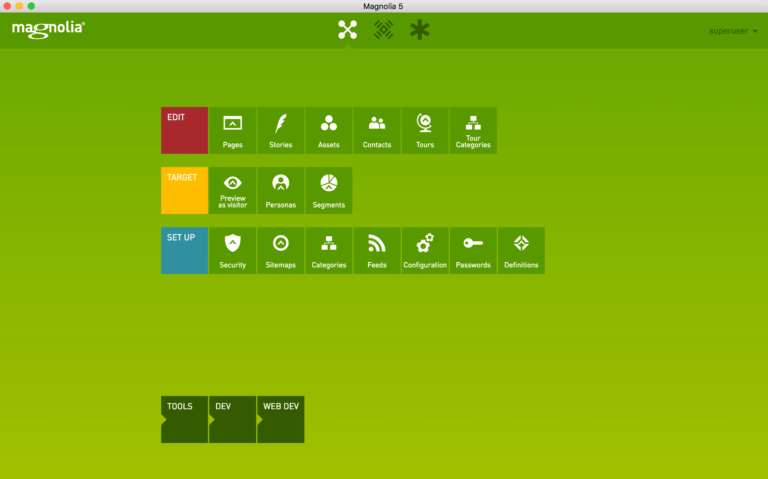 Magnolia 5
magnolia®
superuser
EDIT
Pages
Stories
Assets
Contacts
Tours
Tour
Categories
TARGET
Preview
as visitor
Personas
Segments
SET UP
Security
Sitemaps
Categories
Feeds
Configuration
Passwords
Definitions
TOOLS
DEV
WEB DEV